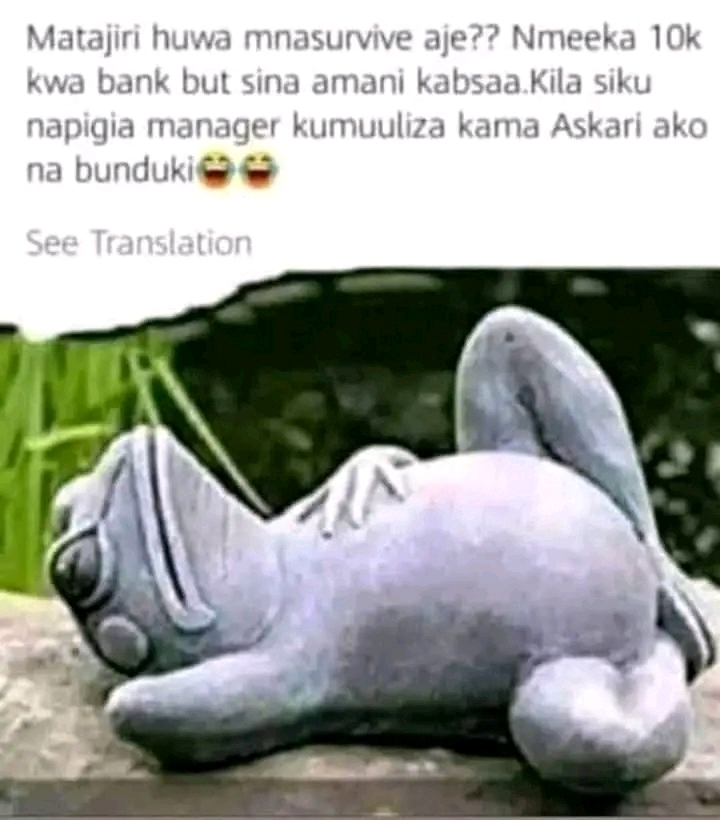 Matajiri huwa mnasurvive aje?? Nmeeka 10k
kwa bank but sina amani kabsaa.Kila siku
napigia manager kumuuliza kama Askari ako
na bunduki😂😂
See Translation